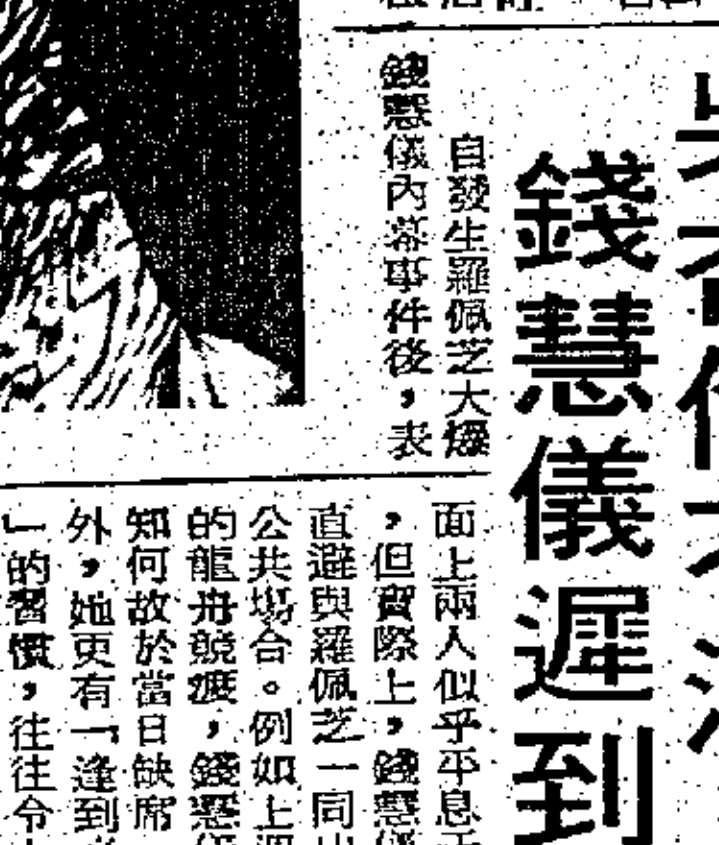 錢慧儀遲到
自發生羅佩芝大爆
錢慧儀內幕事件後，表
面上兩人似乎平息
，但實際上，錢慧儀
直避與羅佩芝一同出
公共場合。例如上週
的龍舟競渡，錢慧儀
知何故於當日缺席
外，她更有「逢到
」的習慣，往往令